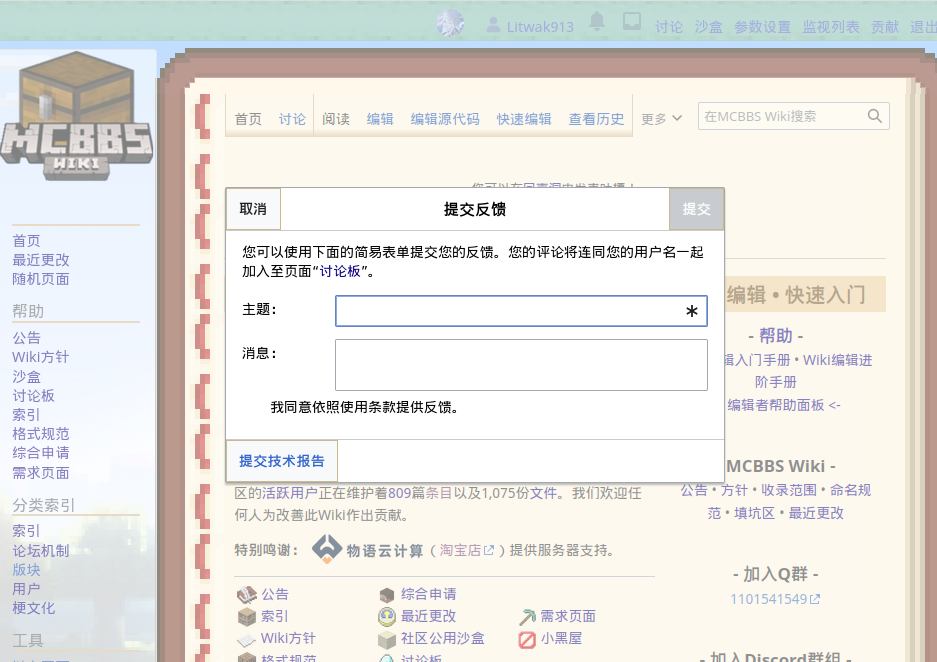 Litwak913 讨论 沙盒 参数设置 监视列表 贡献 退出
MCBBS
WIKI
首页 讨论 阅读 编辑 编辑源代码 快速编辑 查看历史 更多 在MCBBS Wiki搜索
首页
最近更改
随机页面
帮助
公告
Wiki方针
沙盒
讨论板
索引
格式规范
综合申请
需求页面
分类索引
索引
论坛机制
版块
用户
梗文化
工具
取消 提交反馈 提交
您可以使用下面的简易表单提交您的反馈。您的评论将连同您的用户名一起
加入至页面“讨论板”。
主题：
消息：
我同意依照使用条款提供反馈。
提交技术报告
区的活跃用户正在维护着809篇条目以及1,075份文件。我们欢迎任
何人为改善此Wiki作出贡献。
特别鸣谢： 物语云计算（淘宝店）提供服务器支持。
公告 综合申请
索引 最近更改 需求页面
Wiki方针 社区公用沙盒 小黑屋
格式规范 讨论板
编辑 • 快速入门
- 帮助 -
辑入门手册 • Wiki编辑进
阶手册
编辑者帮助面板 <-
MCBBS Wiki -
公告 • 方针 • 收录范围 • 命名规
范 • 填坑区 • 最近更改
- 加入Q群 -
1101541549
- 加入Discord群组 -